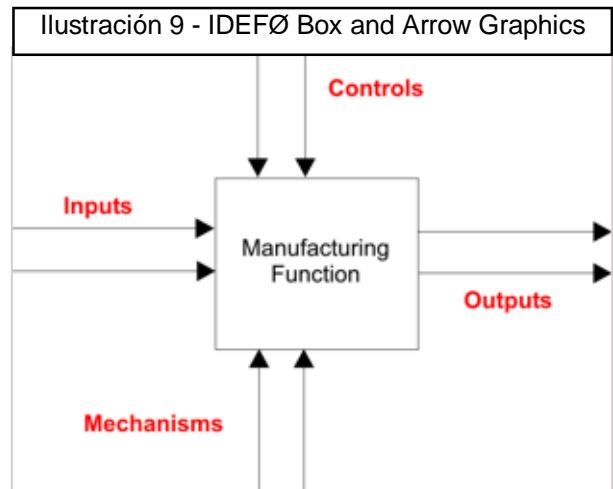 Ilustración 9 - IDEFØ Box and Arrow Graphics
Controls
Inputs
Manufacturing
Function
Outputs
Mechanisms